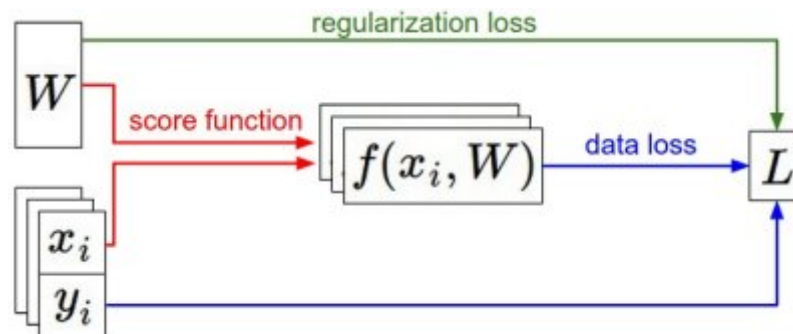 regularization loss
W
score function
f(x_i, W)
data loss
L
x_i
y_i